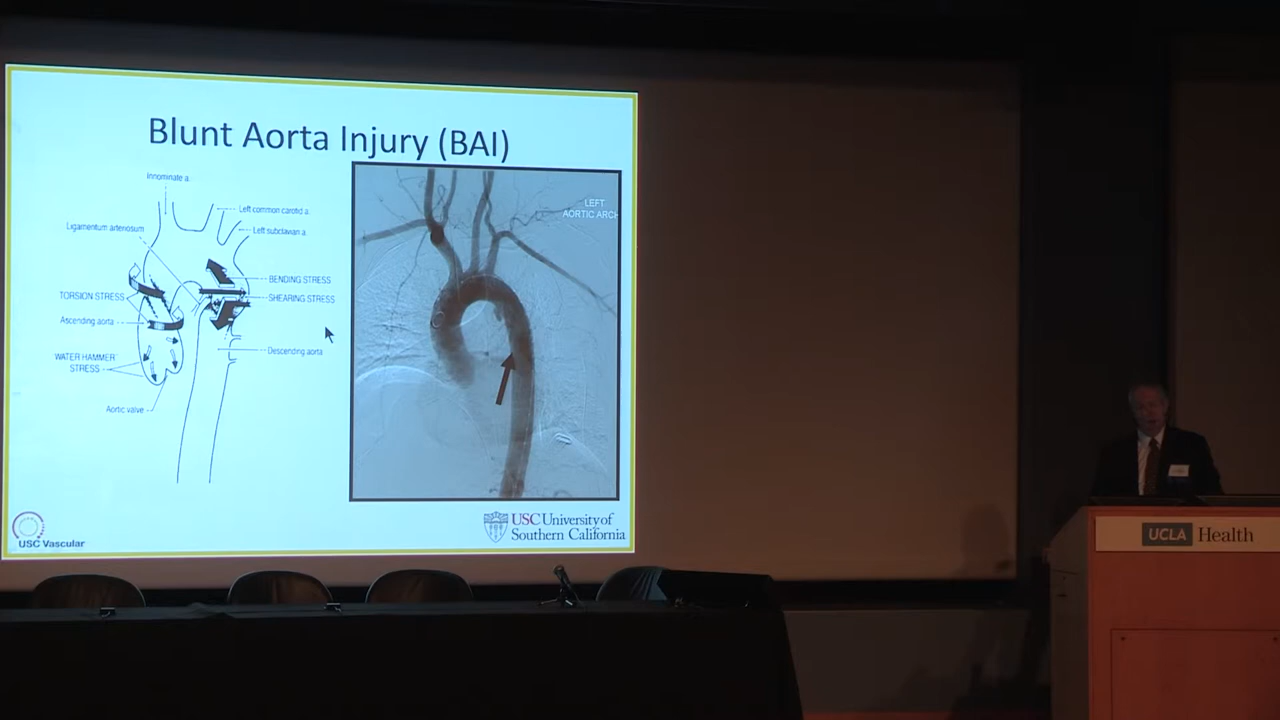 Blunt Aorta Injury (BAI)
Innominate a.
Left common carotid a.
Ligamentum arteriosum
Left subclavian a.
BENDING STRESS
TORSION STRESS
SHEARING STRESS
Ascending aorta
Descending aorta
WATER HAMMER
STRESS
Aortic valve
LEFT
AORTIC ARCH
USC Vascular
USC University of
Southern California
UCLA Health